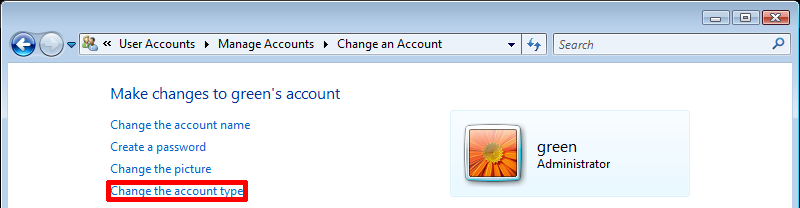 « User Accounts Manage Accounts Change an Account Search
Make changes to green's account
Change the account name
Create a password
Change the picture
Change the account type
green
Administrator